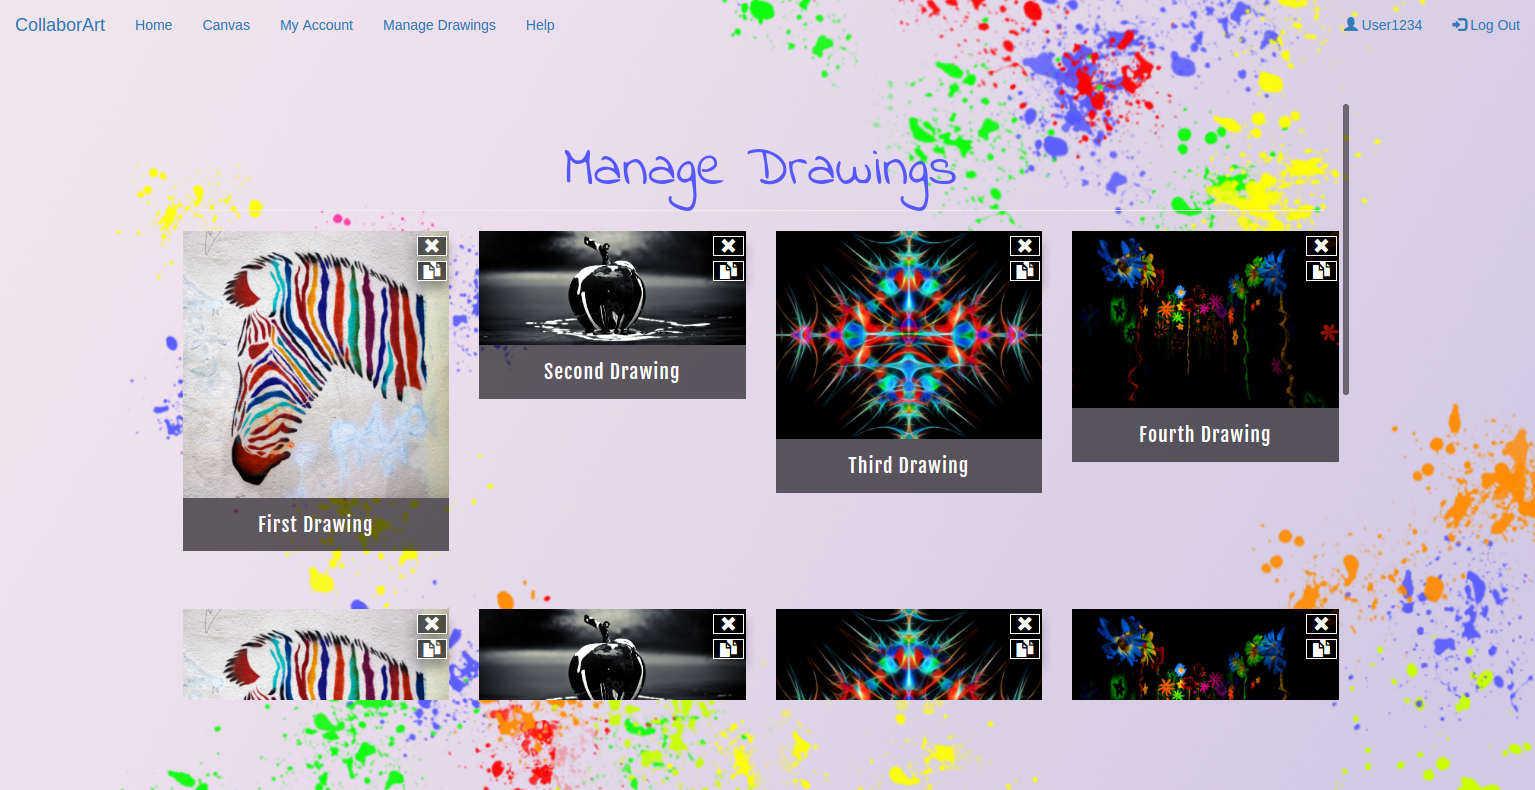 CollaborArt Home Canvas My Account Manage Drawings Help User1234 Log Out
Manage Drawings
First Drawing
Second Drawing
Third Drawing
Fourth Drawing